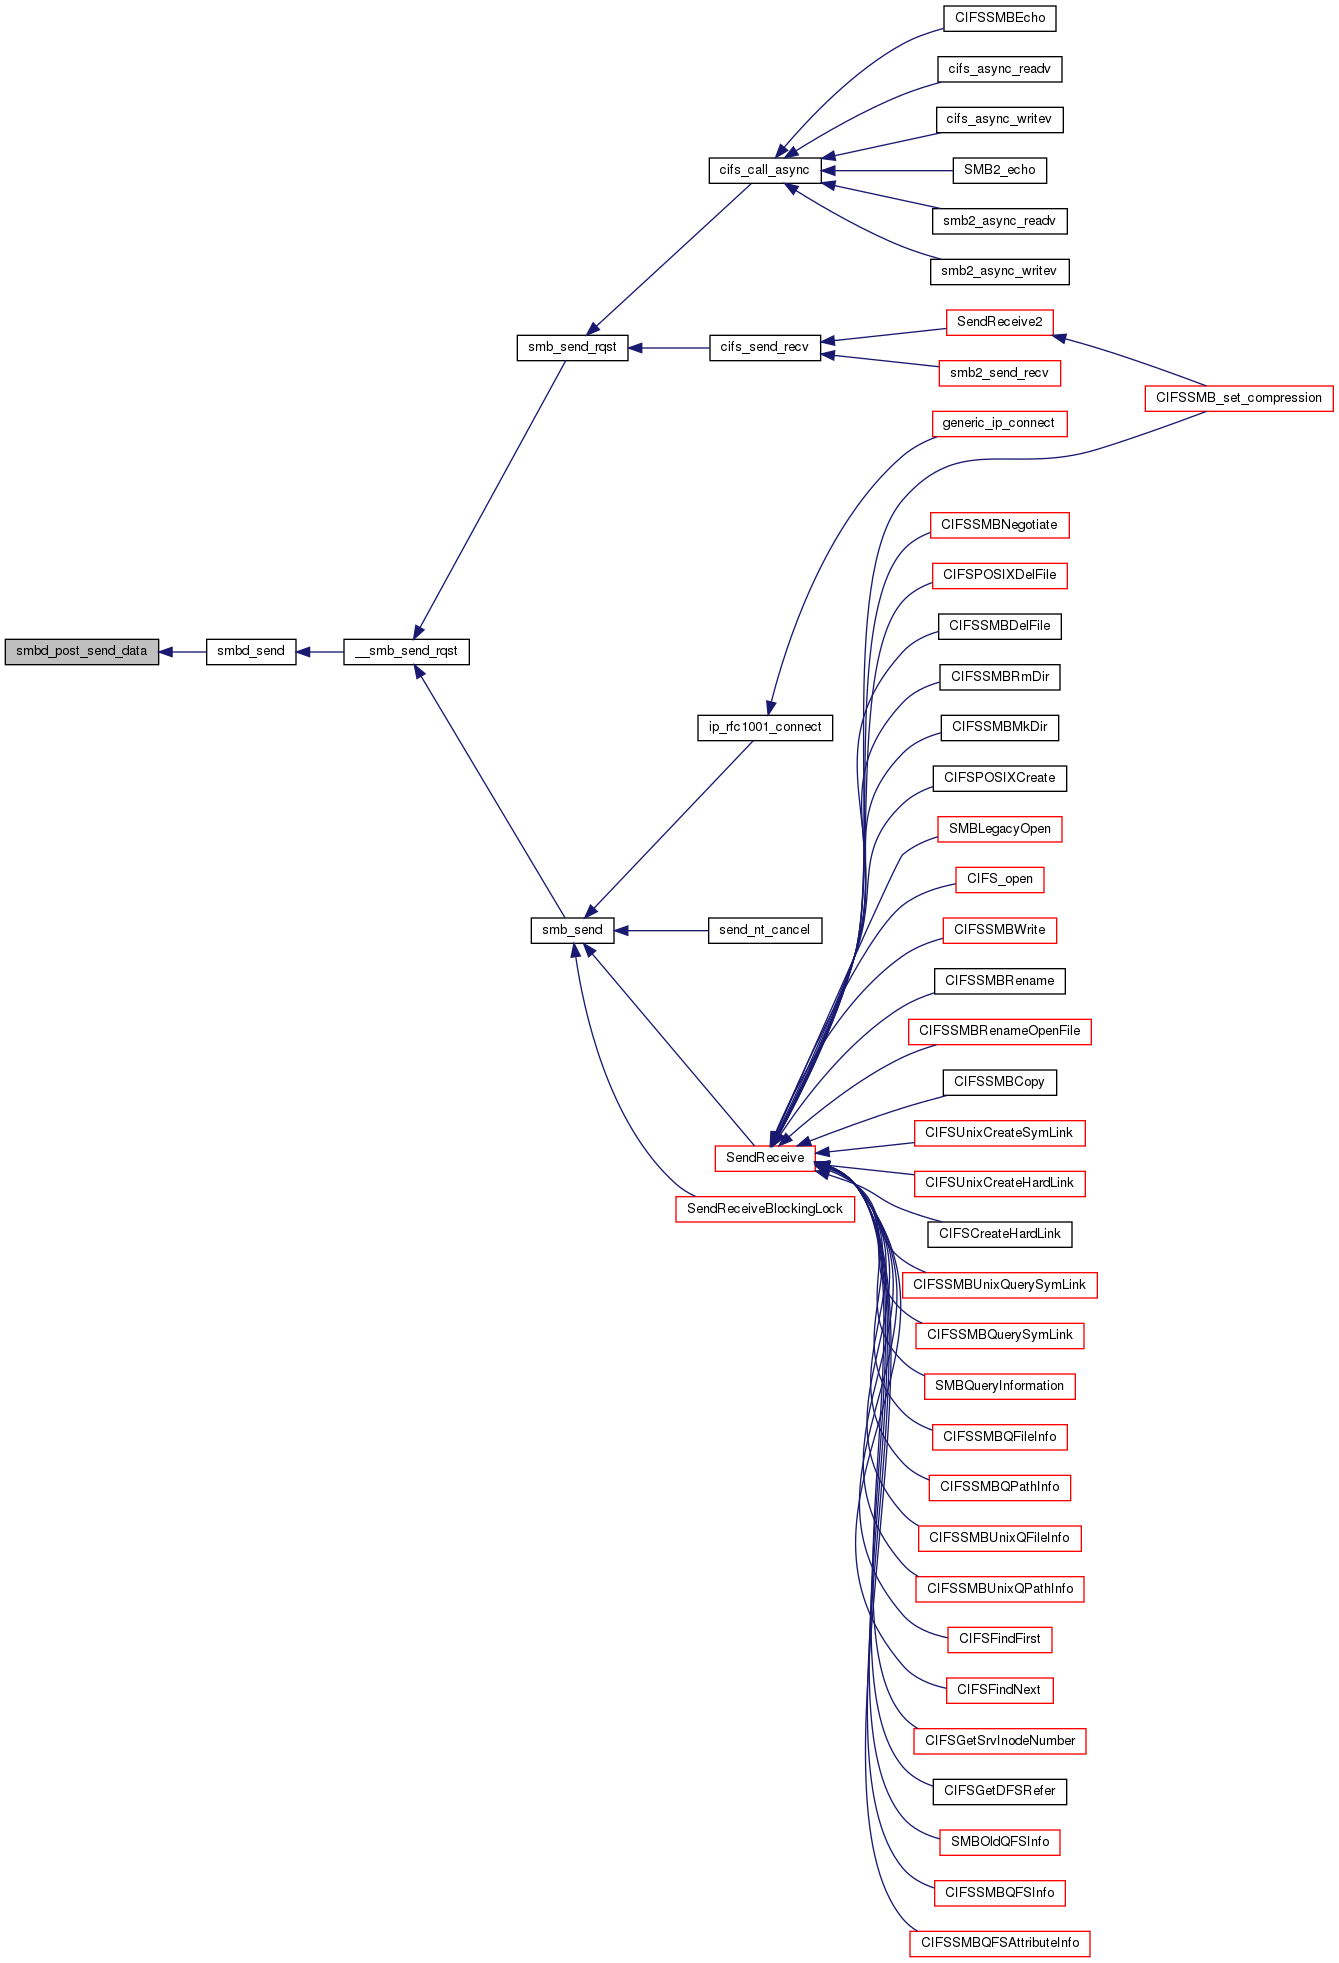 CIFSSMBEcho
cifs_async_readv
cifs_async_writev
cifs_call_async
SMB2_echo
smb2_async_readv
smb2_async_writev
SendReceive2
smb_send_rqst
cifs_send_recv
smb2_send_recv
CIFSSMB_set_compression
generic_ip_connect
CIFSSMBNegotiate
CIFSPOSIXDelFile
CIFSSMBDelFile
smbd_post_send_data
smbd_send
__smb_send_rqst
CIFSSMBRmDir
ip_rfc1001_connect
CIFSSMBMkDir
CIFSPOSIXCreate
SMBLegacyOpen
CIFS_open
smb_send
send_nt_cancel
CIFSSMBWrite
CIFSSMBRename
CIFSSMBRenameOpenFile
CIFSSMBCopy
CIFSUnixCreateSymLink
SendReceive
CIFSUnixCreateHardLink
SendReceiveBlockingLock
CIFSCreateHardLink
CIFSSMBUnixQuerySymLink
CIFSSMBQuerySymLink
SMBQueryInformation
CIFSSMBQFileInfo
CIFSSMBQPathInfo
CIFSSMBUnixQFileInfo
CIFSSMBUnixQPathInfo
CIFSFindFirst
CIFSFindNext
CIFSGetSrvInodeNumber
CIFSGetDFSRefer
SMBOldQFSInfo
CIFSSMBQFSInfo
CIFSSMBQFSAttributeInfo